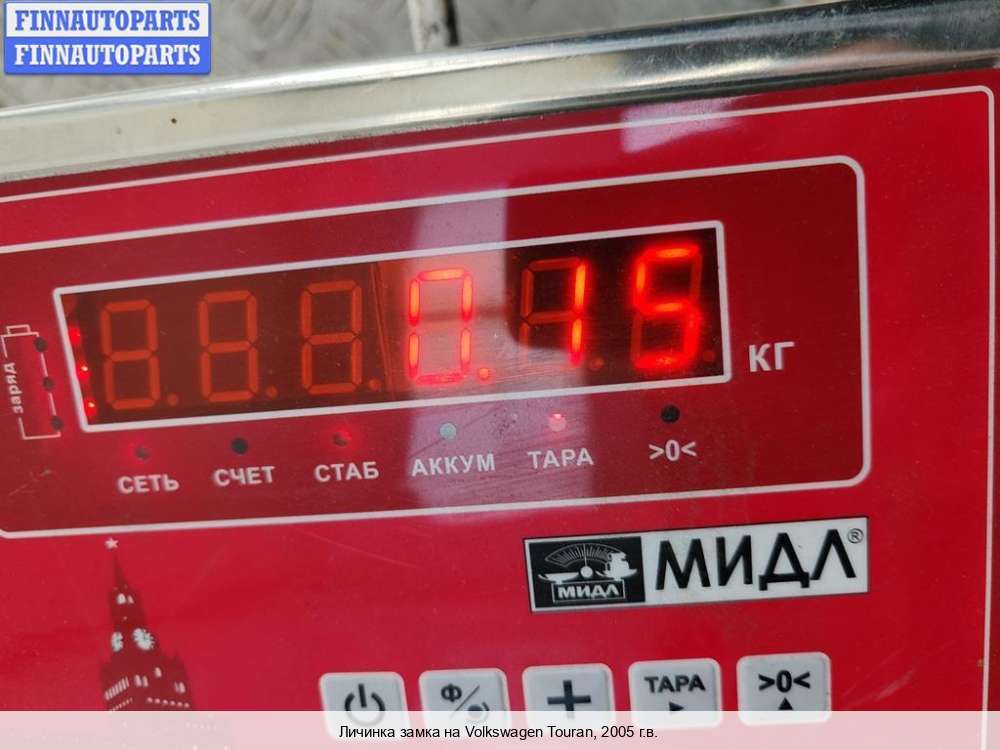 FINNAUTOPARTS
FINNAUTOPARTS
0.15 КГ
заряд
СЕТЬ СЧЕТ СТАБ АККУМ ТАРА >0<
МИДЛ МИДЛ®
Ф ТАРА >0<
Личинка замка на Volkswagen Touran, 2005 г.в.